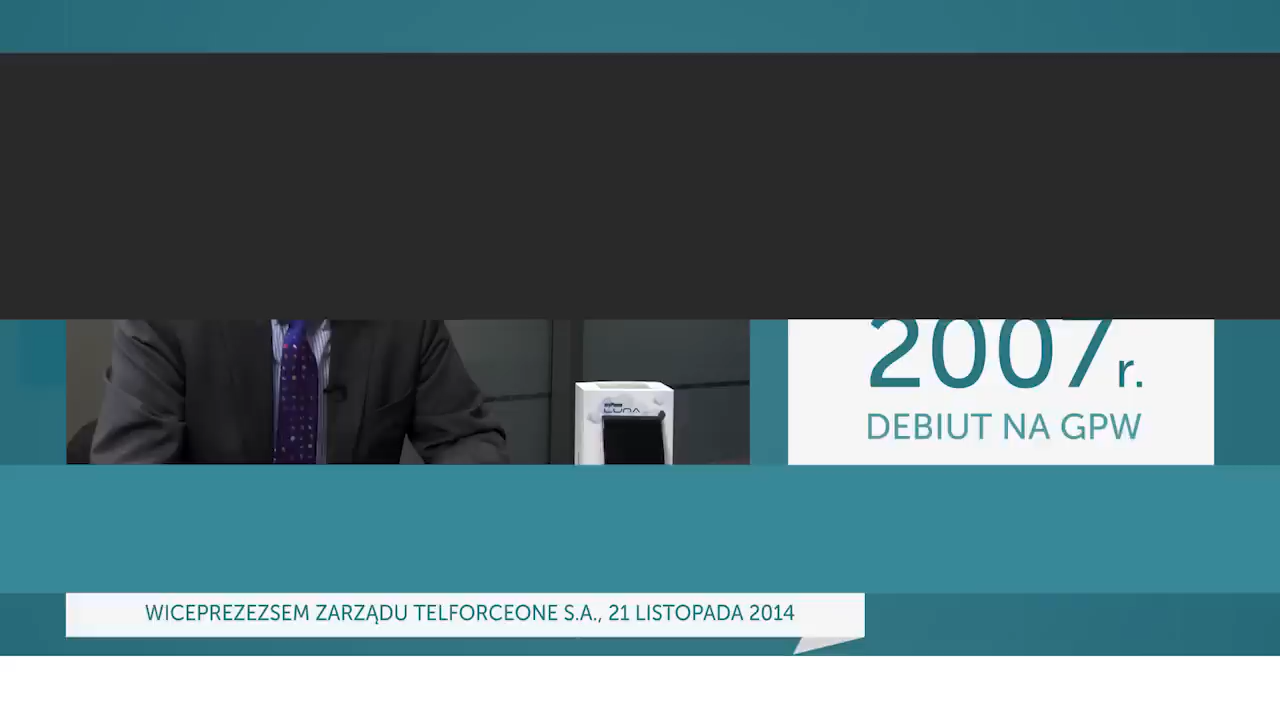 2007 r.
DEBIUT NA GPW
WICEPREZEZSEM ZARZĄDU TELFORCEONE S.A., 21 LISTOPADA 2014